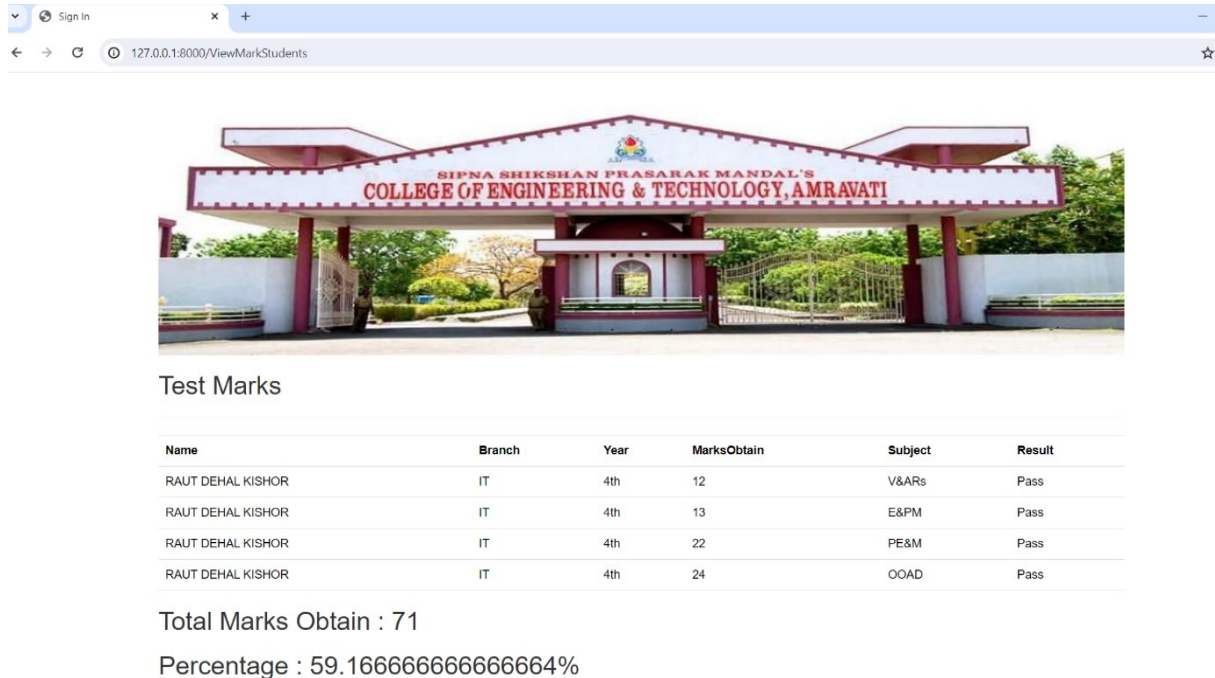 Sign In
127.0.0.1:8000/ViewMarkStudents
SIPNA SHIKSHAN PRASARAK MANDAL'S
COLLEGE OF ENGINEERING & TECHNOLOGY, AMRAVATI
Test Marks
Name Branch Year MarksObtain Subject Result
RAUT DEHAL KISHOR IT 4th 12 V&ARs Pass
RAUT DEHAL KISHOR IT 4th 13 E&PM Pass
RAUT DEHAL KISHOR IT 4th 22 PE&M Pass
RAUT DEHAL KISHOR IT 4th 24 OOAD Pass
Total Marks Obtain : 71
Percentage : 59.166666666666664%